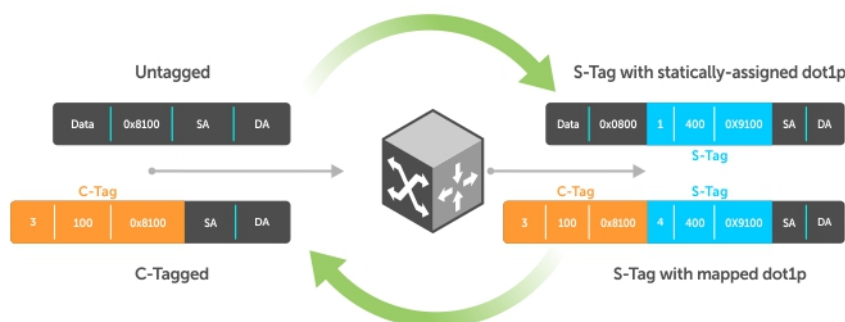 Untagged
Data 0x8100 SA DA
C-Tag
3 100 0x8100 SA DA
C-Tagged
S-Tag with statically-assigned dot1p
Data 0x0800 1 400 0X9100 SA DA
S-Tag
C-Tag S-Tag
3 100 0x8100 4 400 0X9100 SA DA
S-Tag with mapped dot1p